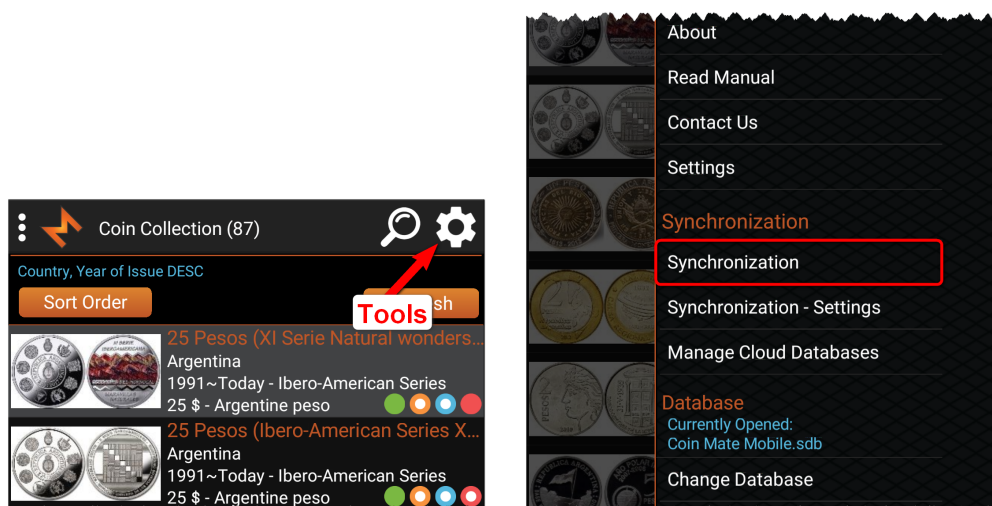 Coin Collection (87)
Country, Year of Issue DESC
Sort Order
sh
Tools
25 Pesos (XI Serie Natural wonders...
Argentina
1991~Today - Ibero-American Series
25 $ - Argentine peso
25 Pesos (Ibero-American Series X...
Argentina
1991~Today - Ibero-American Series
25 $ - Argentine peso
About
Read Manual
Contact Us
Settings
Synchronization
Synchronization
Synchronization - Settings
Manage Cloud Databases
Database
Currently Opened:
Coin Mate Mobile.sdb
Change Database